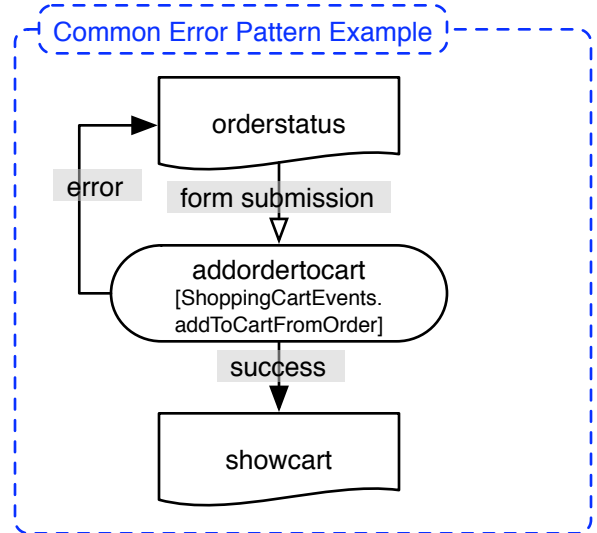 Common Error Pattern Example
orderstatus
error
form submission
addordertocart
[ShoppingCartEvents.
addToCartFromOrder]
success
showcart